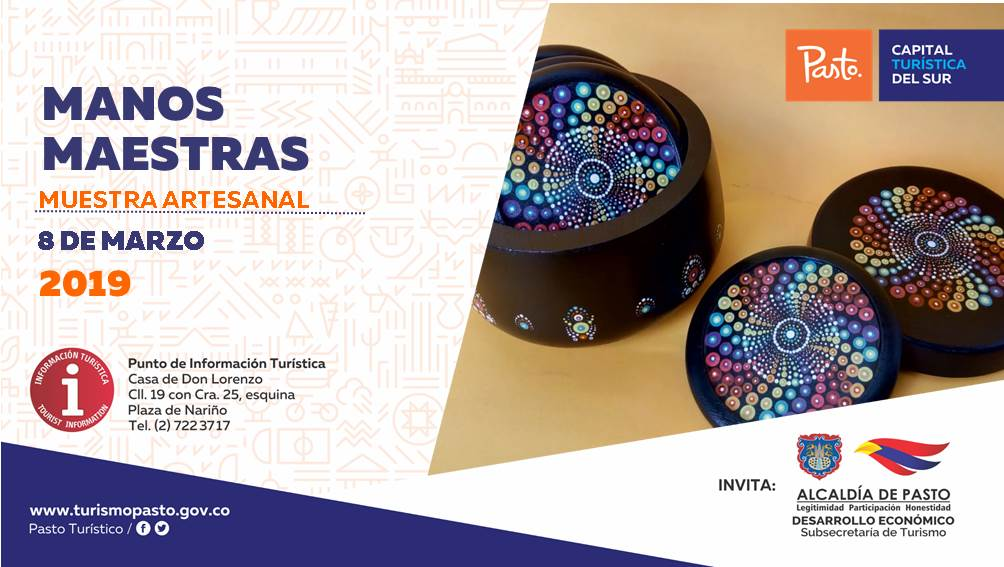 MANOS
MAESTRAS
MUESTRA ARTESANAL
8 DE MARZO
2019
INFORMACIÓN TURÍSTICA
i
TOURIST INFORMATION
Punto de Información Turística
Casa de Don Lorenzo
Cll. 19 con Cra. 25, esquina
Plaza de Nariño
Tel. (2) 7223717
www.turismopasto.gov.co
Pasto Turístico /
Pasto.
CAPITAL
TURÍSTICA
DEL SUR
INVITA:
ALCALDÍA DE PASTO
Legitimidad Participación Honestidad
DESARROLLO ECONÓMICO
Subsecretaría de Turismo